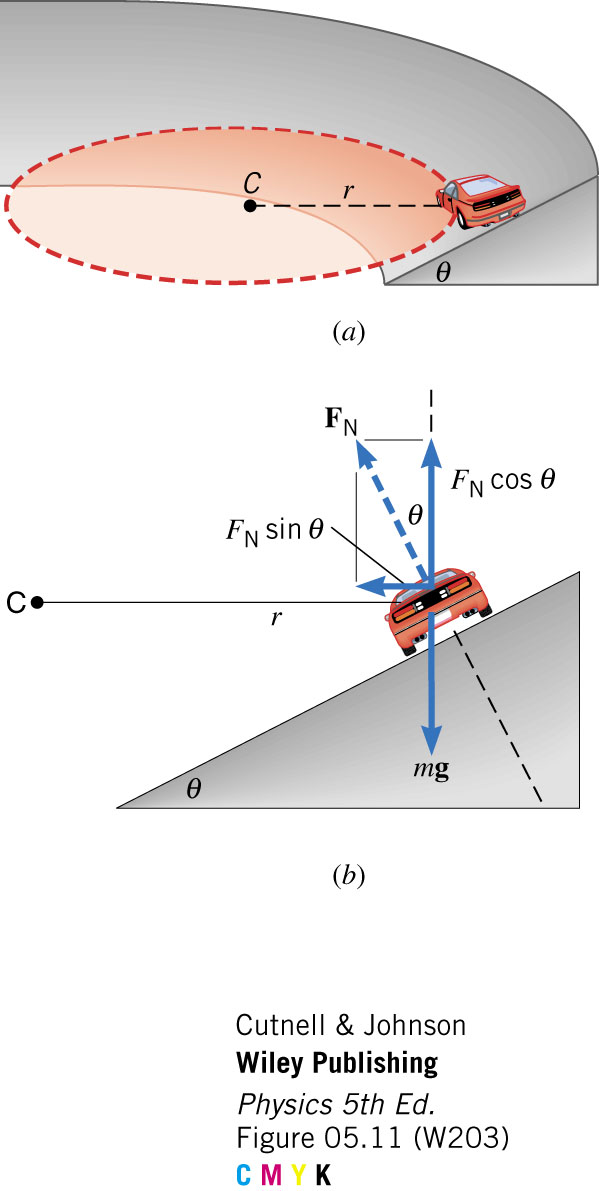 C
r
θ
(a)
F_N
F_N cos θ
θ
F_N sin θ
C
r
mg
θ
(b)
Cutnell & Johnson
Wiley Publishing
Physics 5th Ed.
Figure 05.11 (W203)
C M Y K